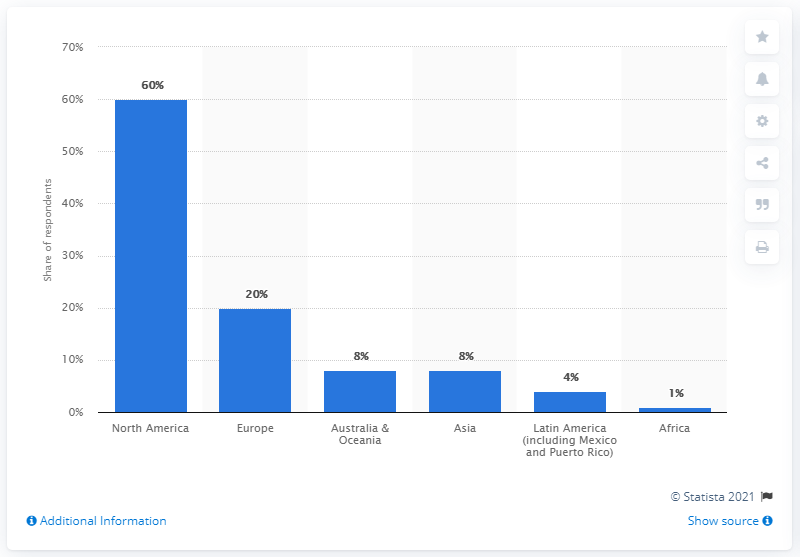 70%
60%
50%
40%
30%
20%
10%
0%
Share of respondents
60%
20%
8%
8%
4%
1%
North America
Europe
Australia &
Oceania
Asia
Latin America
(including Mexico
and Puerto Rico)
Africa
© Statista 2021
Additional Information
Show source